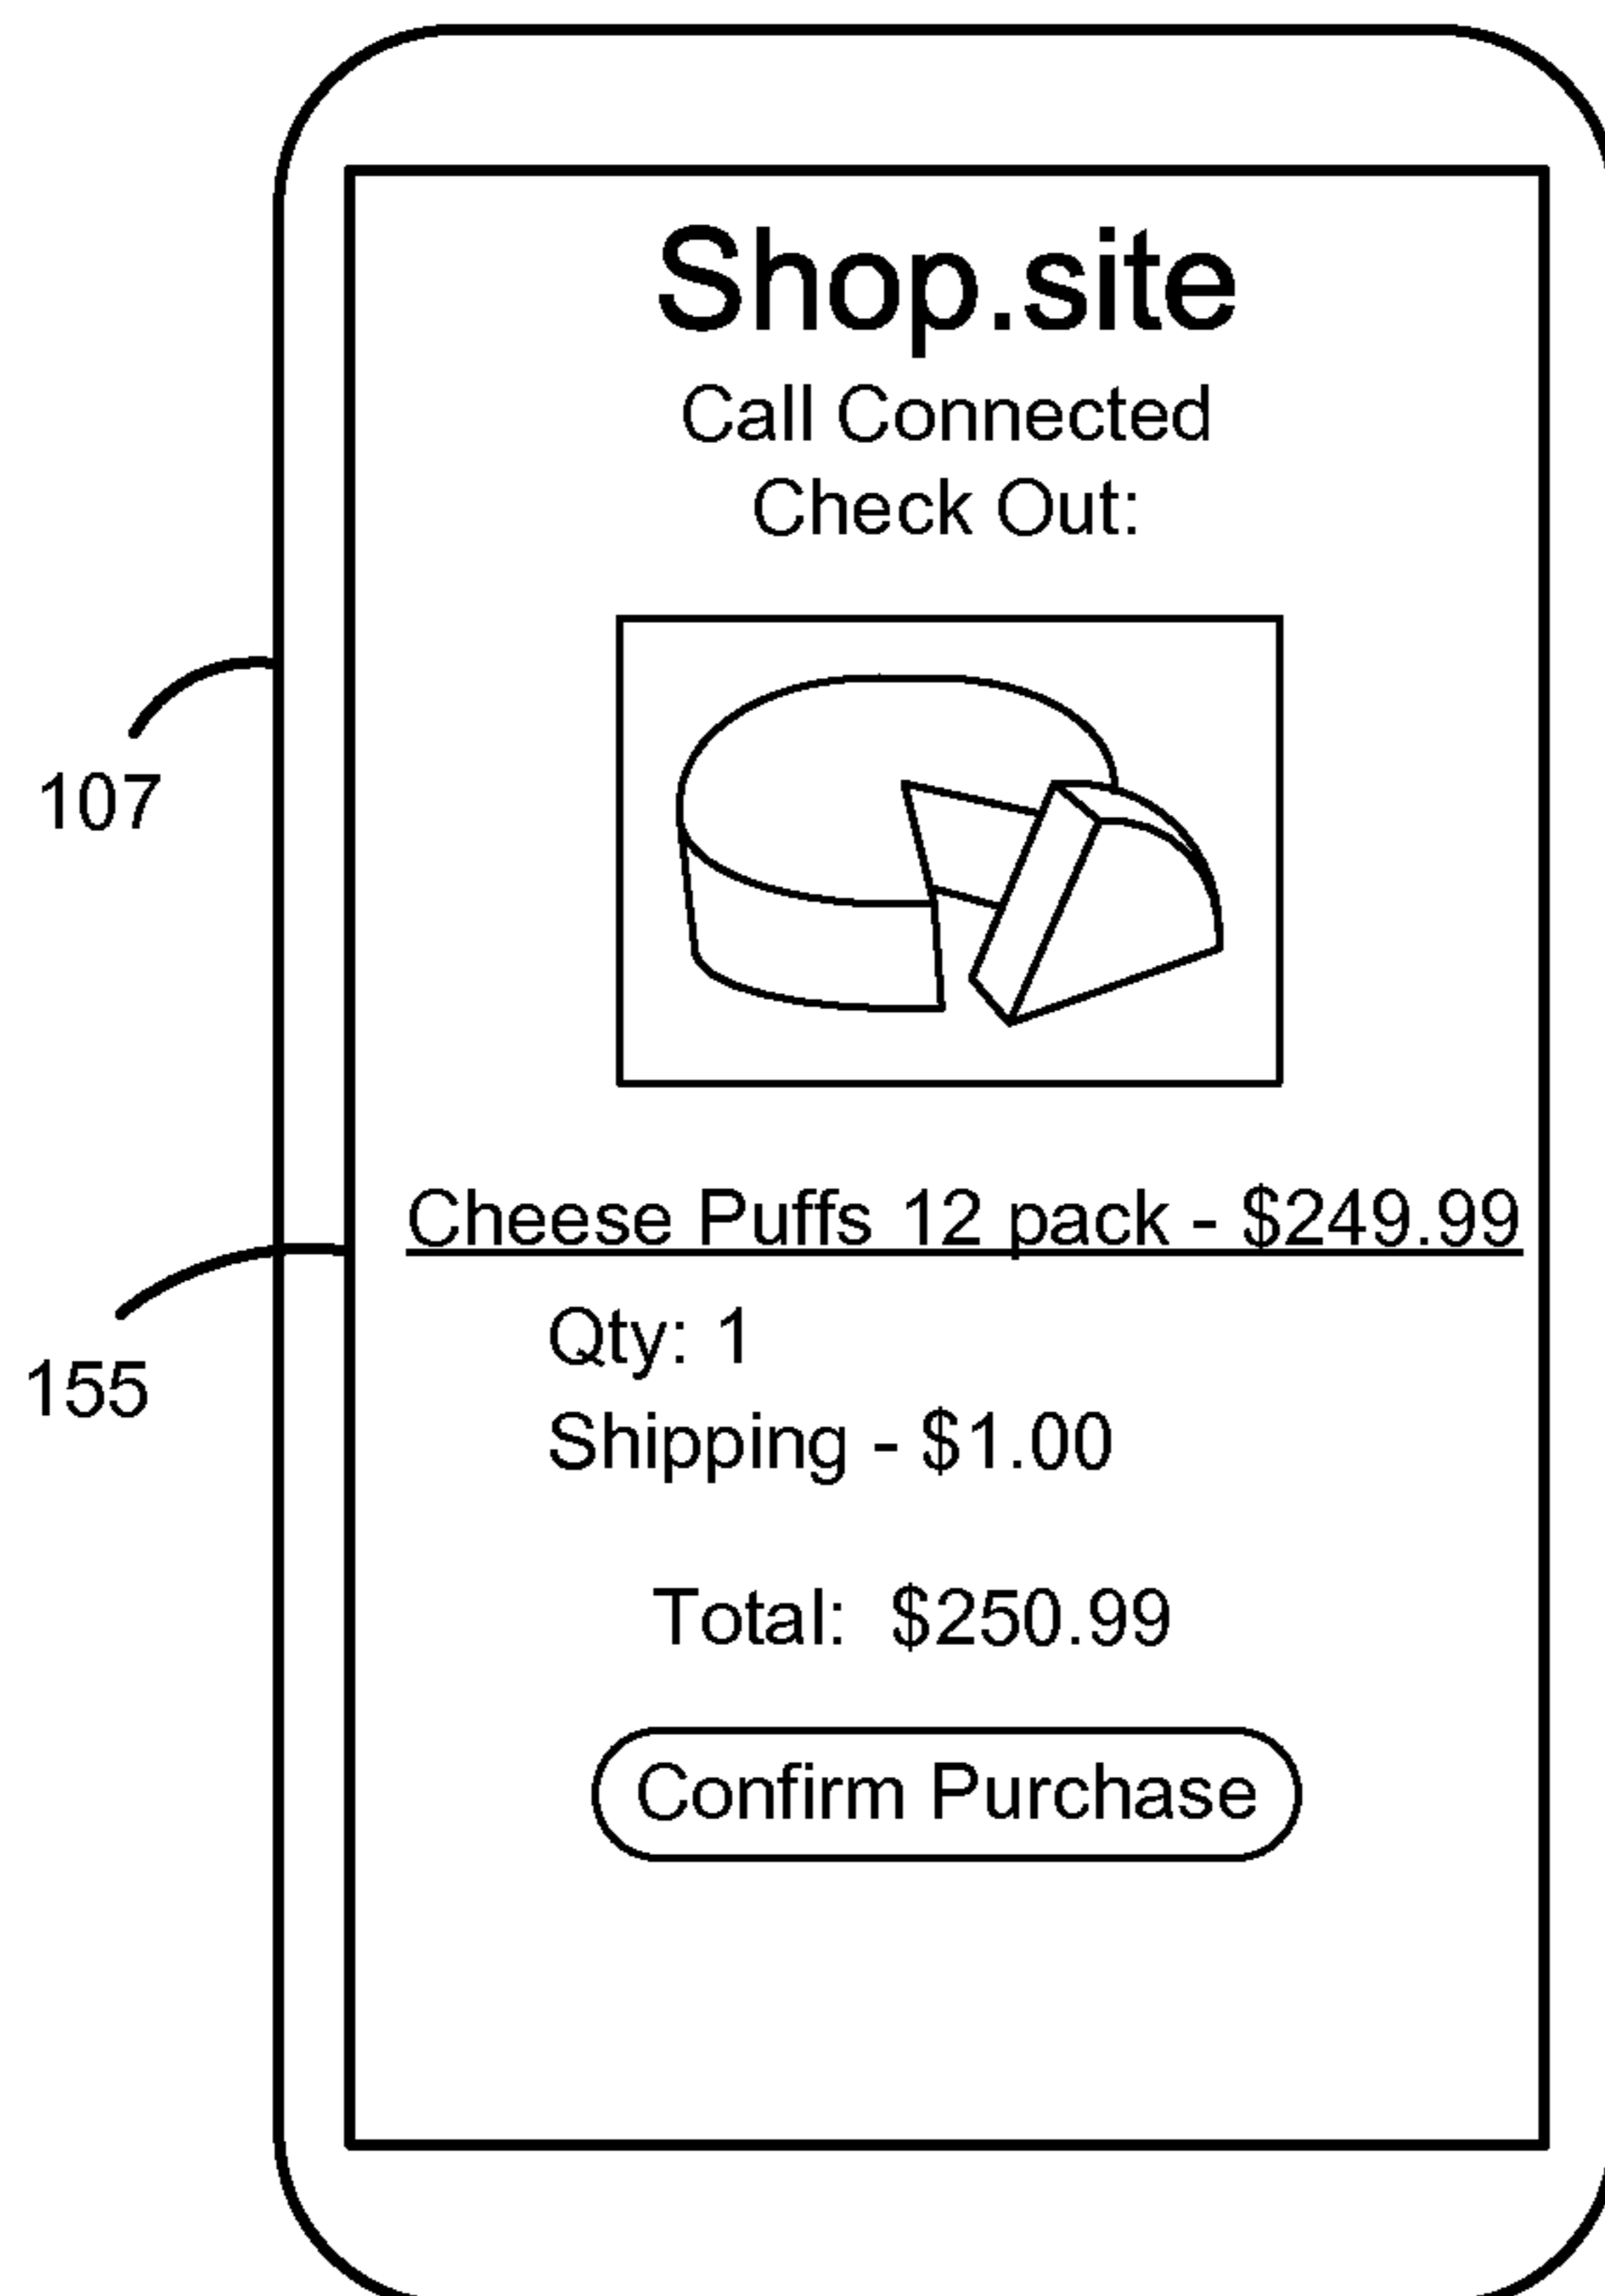 Shop.site
Call Connected
Check Out:
107
Cheese Puffs 12 pack - $249.99
155
Qty: 1
Shipping - $1.00
Total: $250.99
Confirm Purchase